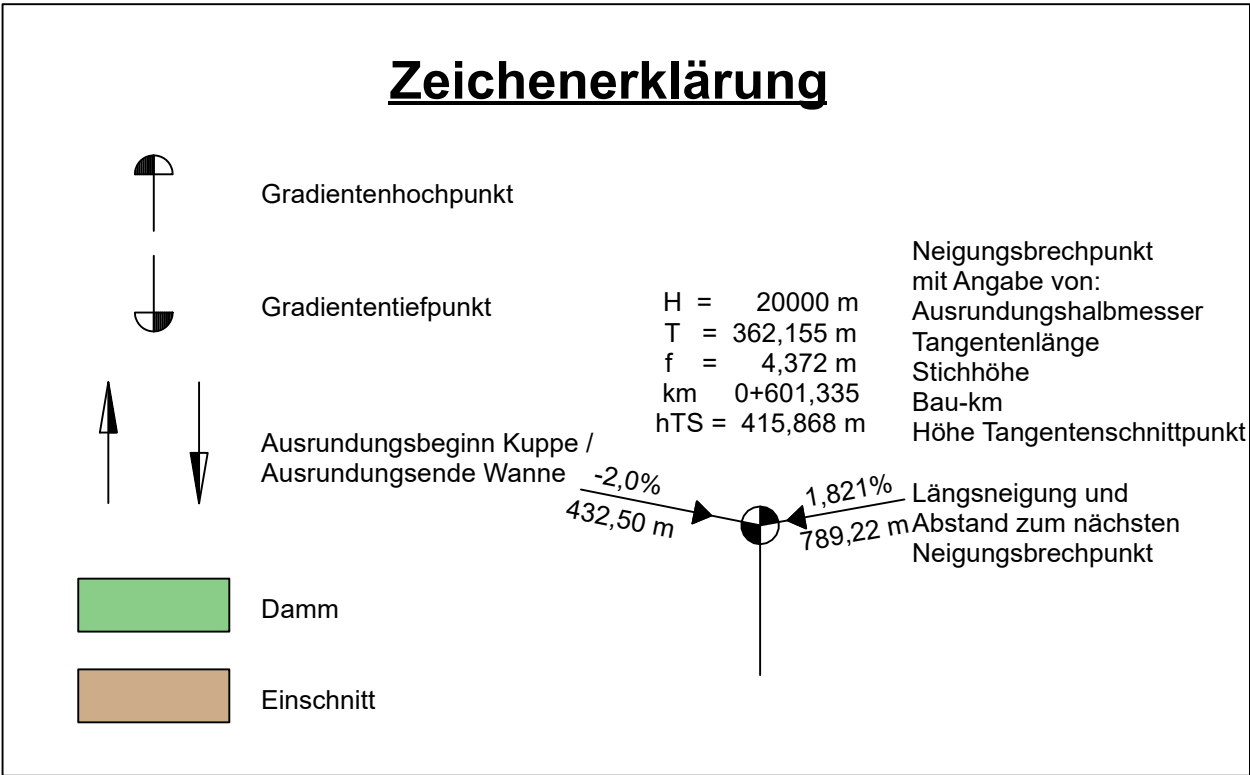 Zeichenerklärung
Gradientenhochpunkt
Gradiententiefpunkt
Ausrundungsbeginn Kuppe /
Ausrundungsende Wanne
Damm
Einschnitt
H = 20000 m
T = 362,155 m
f = 4,372 m
km 0+601,335
hTS = 415,868 m
Neigungsbrechpunkt
mit Angabe von:
Ausrundungshalbmesser
Tangentenlänge
Stichhöhe
Bau-km
Höhe Tangentenschnittpunkt
-2,0%
432,50 m
1,821%
789,22 m
Längsneigung und
Abstand zum nächsten
Neigungsbrechpunkt